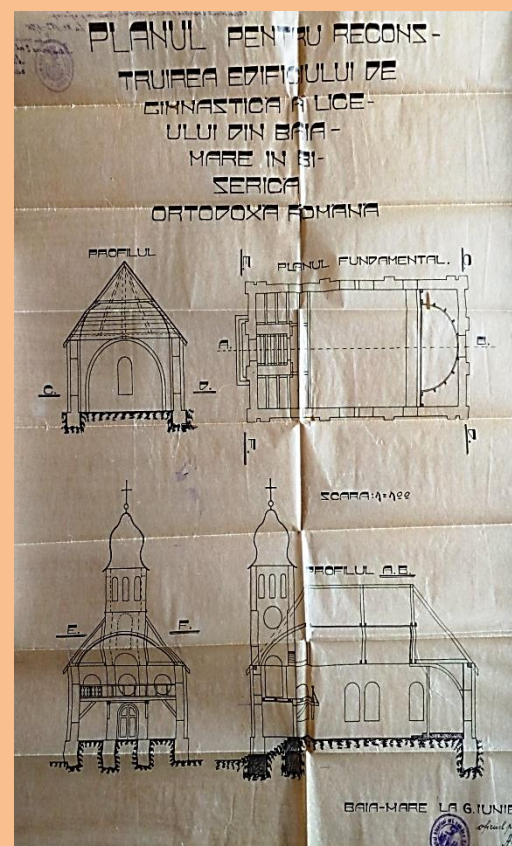 PLANUL PENTRU RECONS-
TRUIREA EDIFICIULUI DE
GIMNASTICA A LICE-
ULUI DIN BAIA-
MARE IN BI-
SERICA
ORTODOXA ROMANA
PROFILUL
PLANUL FUNDAMENTAL.
A.
B.
C.
D.
SCARA: 1=100
PROFILUL A.B.
E.
F.
BAIA-MARE LA 6. IUNIE